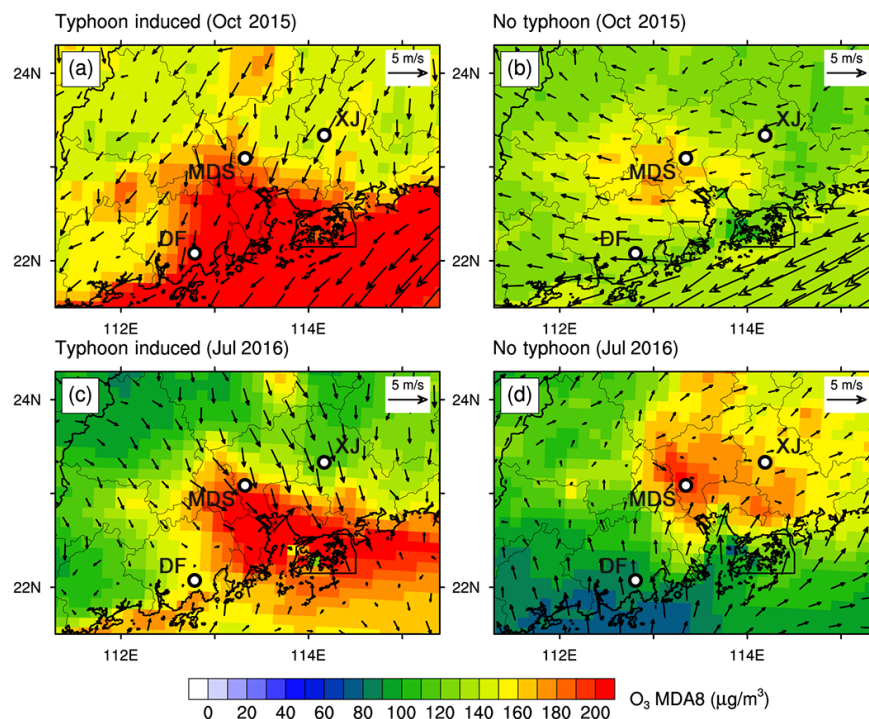 Typhoon induced (Oct 2015)
No typhoon (Oct 2015)
(a)
5 m/s
(b)
5 m/s
24N
24N
XJ
XJ
MDS
MDS
DF
DF
22N
22N
112E
114E
112E
114E
Typhoon induced (Jul 2016)
No typhoon (Jul 2016)
(c)
5 m/s
(d)
5 m/s
24N
24N
XJ
XJ
MDS
MDS
DF
DF
22N
22N
112E
114E
112E
114E
0 20 40 60 80 100 120 140 160 180 200
O₃ MDA8 (μg/m³)